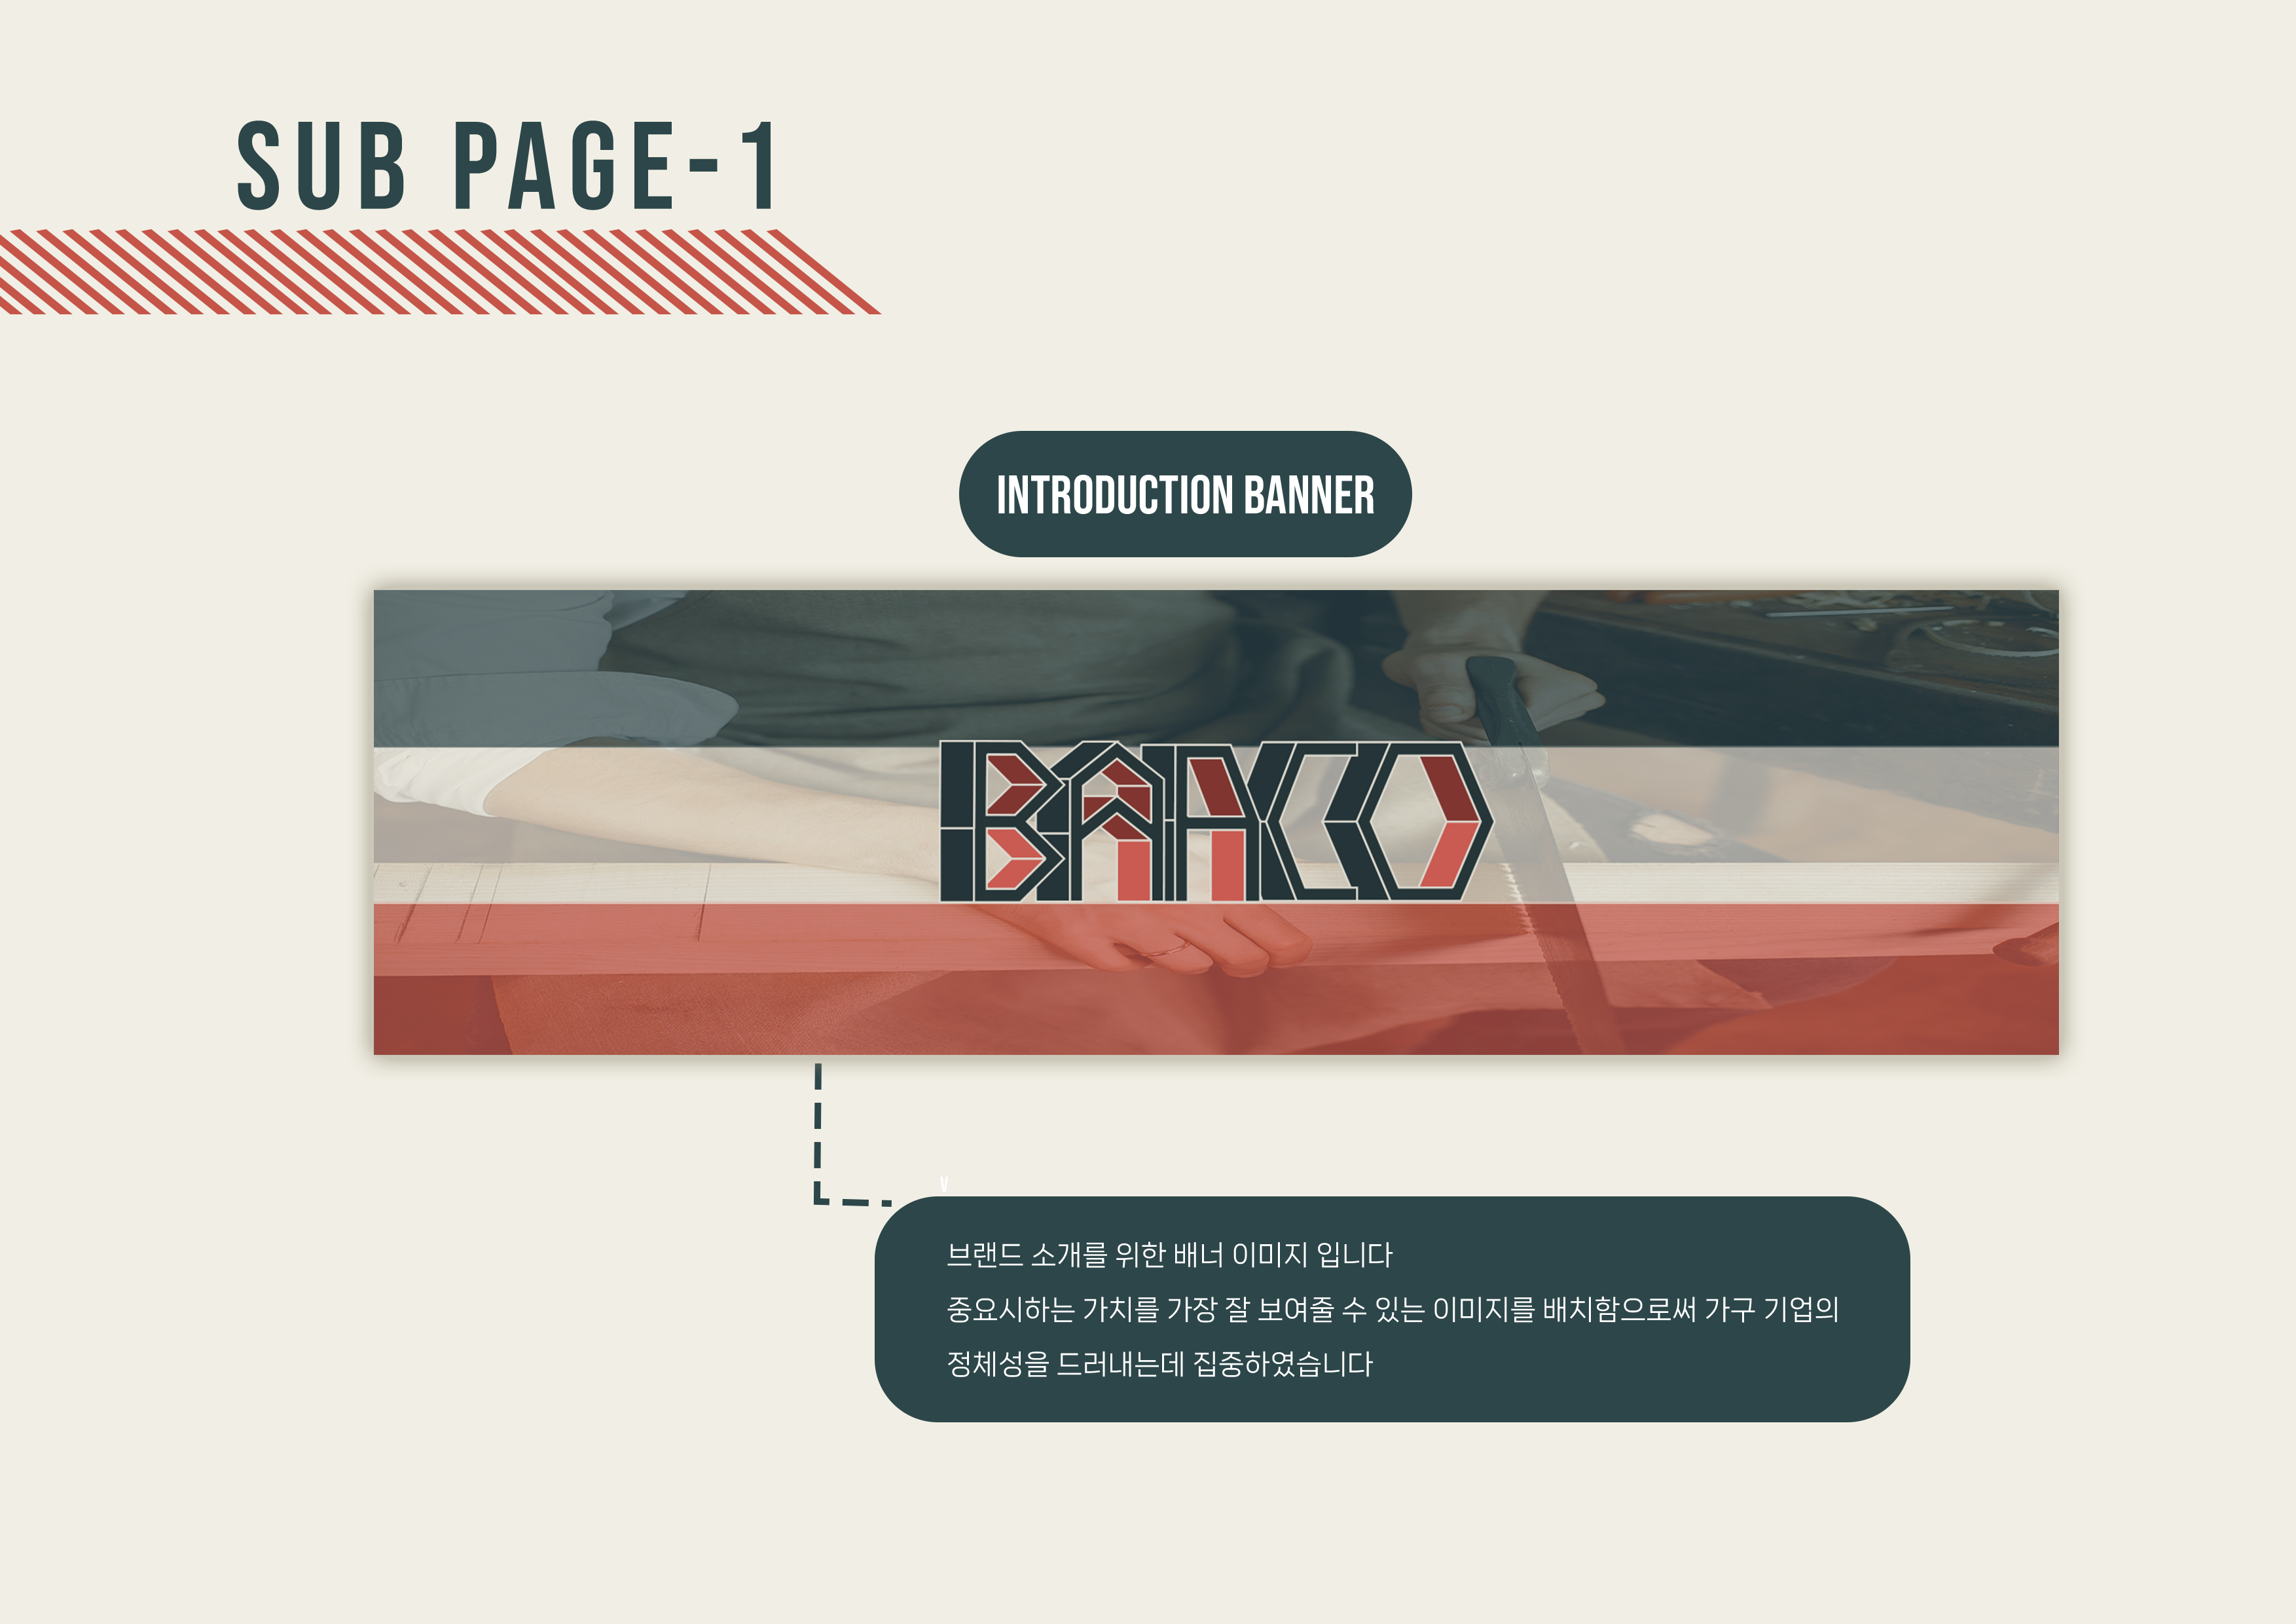 SUB PAGE-1
INTRODUCTION BANNER
V
브랜드 소개를 위한 배너 이미지 입니다
중요시하는 가치를 가장 잘 보여줄 수 있는 이미지를 배치함으로써 가구 기업의
정체성을 드러내는데 집중하였습니다